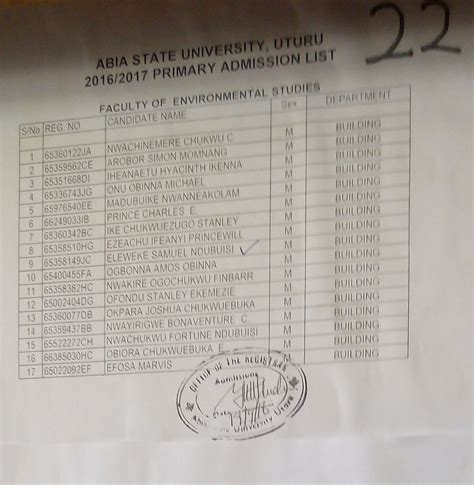 22
ABIA STATE UNIVERSITY, UTURU
2016/2017 PRIMARY ADMISSION LIST
FACULTY OF ENVIRONMENTAL STUDIES
S/No REG. NO CANDIDATE NAME Sex DEPARTMENT
1 65360122JA NWACHINEMERE CHUKWU C M BUILDING
2 65359562CE AROBOR SIMON MOMNANG M BUILDING
3 65351668DI IHEANAETU HYACINTH IKENNA M BUILDING
4 65336743JG ONU OBINNA MICHAEL M BUILDING
5 65976540EE MADUBUIKE NWANNEAKOLAM M BUILDING
6 66249033IB PRINCE CHARLES E M BUILDING
7 65360342BC IKE CHUKWUEZUGO STANLEY M BUILDING
8 65358510HG EZEACHU IFEANYI PRINCEWILL M BUILDING
9 65358149JC ELEWEKE SAMUEL NDUBUISI M BUILDING
10 65400455FA OGBONNA AMOS OBINNA M BUILDING
11 65358382HC NWAKIRE OGOCHUKWU FINBARR M BUILDING
12 65002404DG OFONDU STANLEY EKEMEZIE M BUILDING
13 65360077DB OKPARA JOSHUA CHUKWUEBUKA M BUILDING
14 65359437BB NWAYIRIGWE BONAVENTURE C M BUILDING
15 65522272CH NWACHUKWU FORTUNE NDUBUISI M BUILDING
16 66385030HC OBIORA CHUKWUEBUKA E M BUILDING
17 65022092EF EFOSA MARVIS M BUILDING
OFFICE OF THE REGISTRAR
Admissions
University Uturu